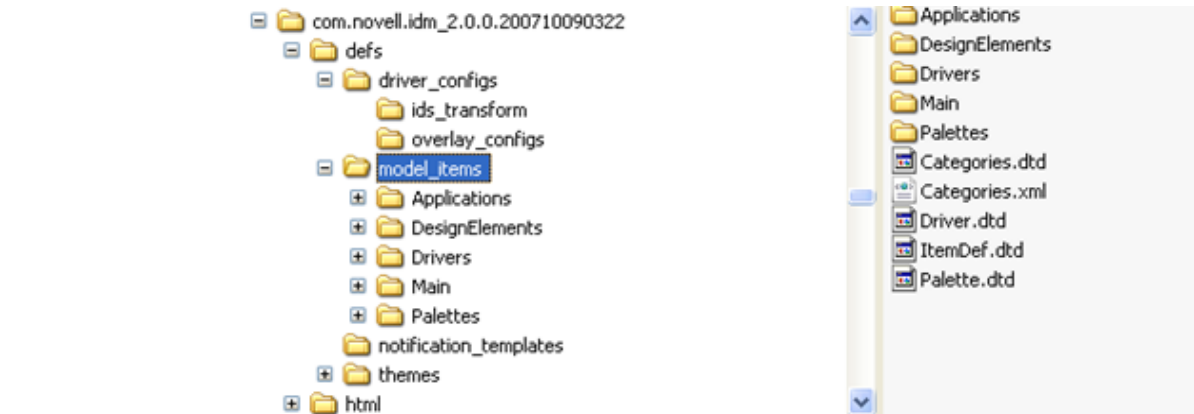 com.novell.idm_2.0.0.200710090322
defs
driver_configs
ids_transform
overlay_configs
model_items
Applications
DesignElements
Drivers
Main
Palettes
notification_templates
themes
html
Applications
DesignElements
Drivers
Main
Palettes
Categories.dtd
Categories.xml
Driver.dtd
ItemDef.dtd
Palette.dtd